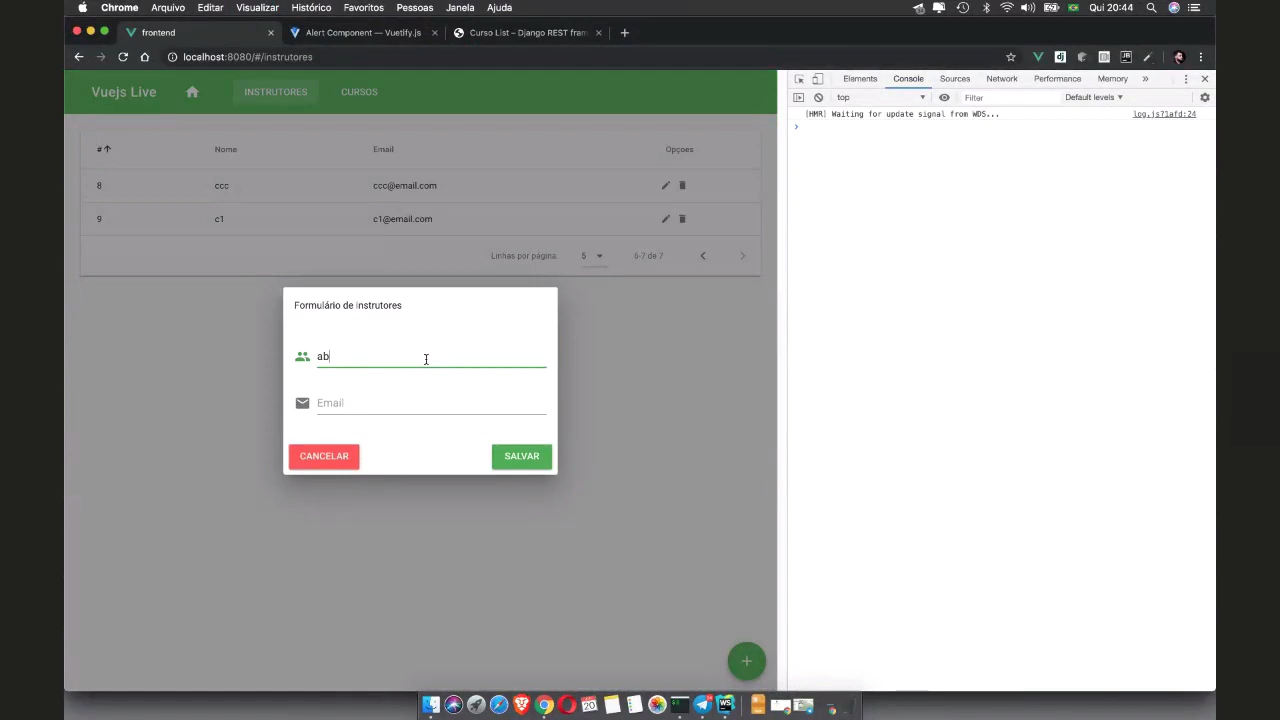 Chrome Arquivo Editar Visualizar Histórico Favoritos Pessoas Janela Ajuda Qui 20:44
frontend Alert Component — Vuetify.js Curso List – Django REST fram
localhost:8080/#/instrutores
Vuejs Live INSTRUTORES CURSOS
Elements Console Sources Network Performance Memory »
top Filter Default levels
[HMR] Waiting for update signal from WDS... log.js?1afd:24
# Nome Email Opçoes
8 ccc ccc@email.com
9 c1 c1@email.com
Linhas por página: 5 6-7 de 7
Formulário de instrutores
ab
Email
CANCELAR SALVAR